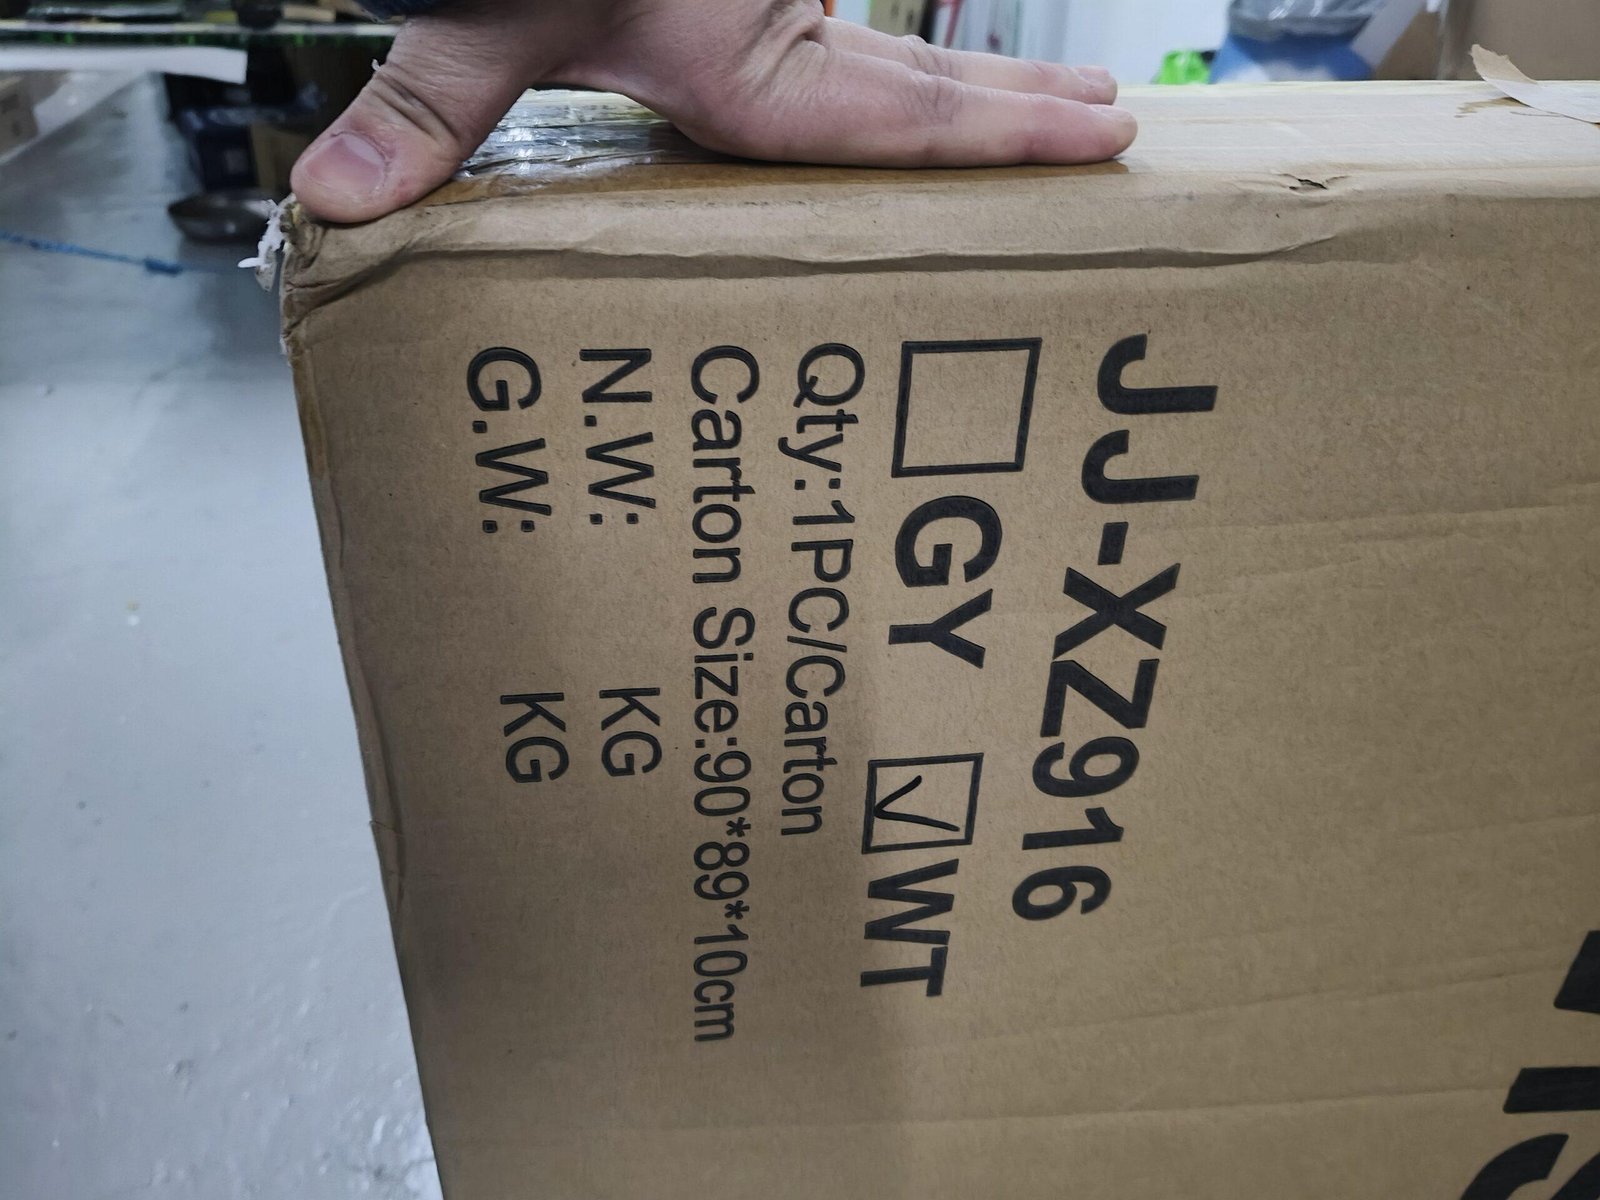 JJ-XZ916
GY WT
Qty:1PC/Carton
Carton Size:90*89*10cm
N.W: KG
G.W: KG